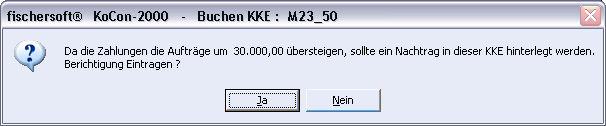 fischersoft® KoCon-2000 - Buchen KKE : M23_50
Da die Zahlungen die Aufträge um 30.000,00 übersteigen, sollte ein Nachtrag in dieser KKE hinterlegt werden.
Berichtigung Eintragen ?
Ja Nein